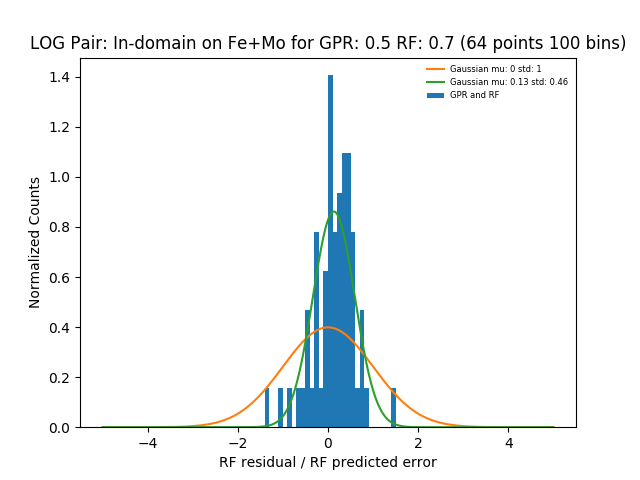 LOG Pair: In-domain on Fe+Mo for GPR: 0.5 RF: 0.7 (64 points 100 bins)
Gaussian mu: 0 std: 1
Gaussian mu: 0.13 std: 0.46
GPR and RF
Normalized Counts
1.4
1.2
1.0
0.8
0.6
0.4
0.2
0.0
−4 −2 0 2 4
RF residual / RF predicted error